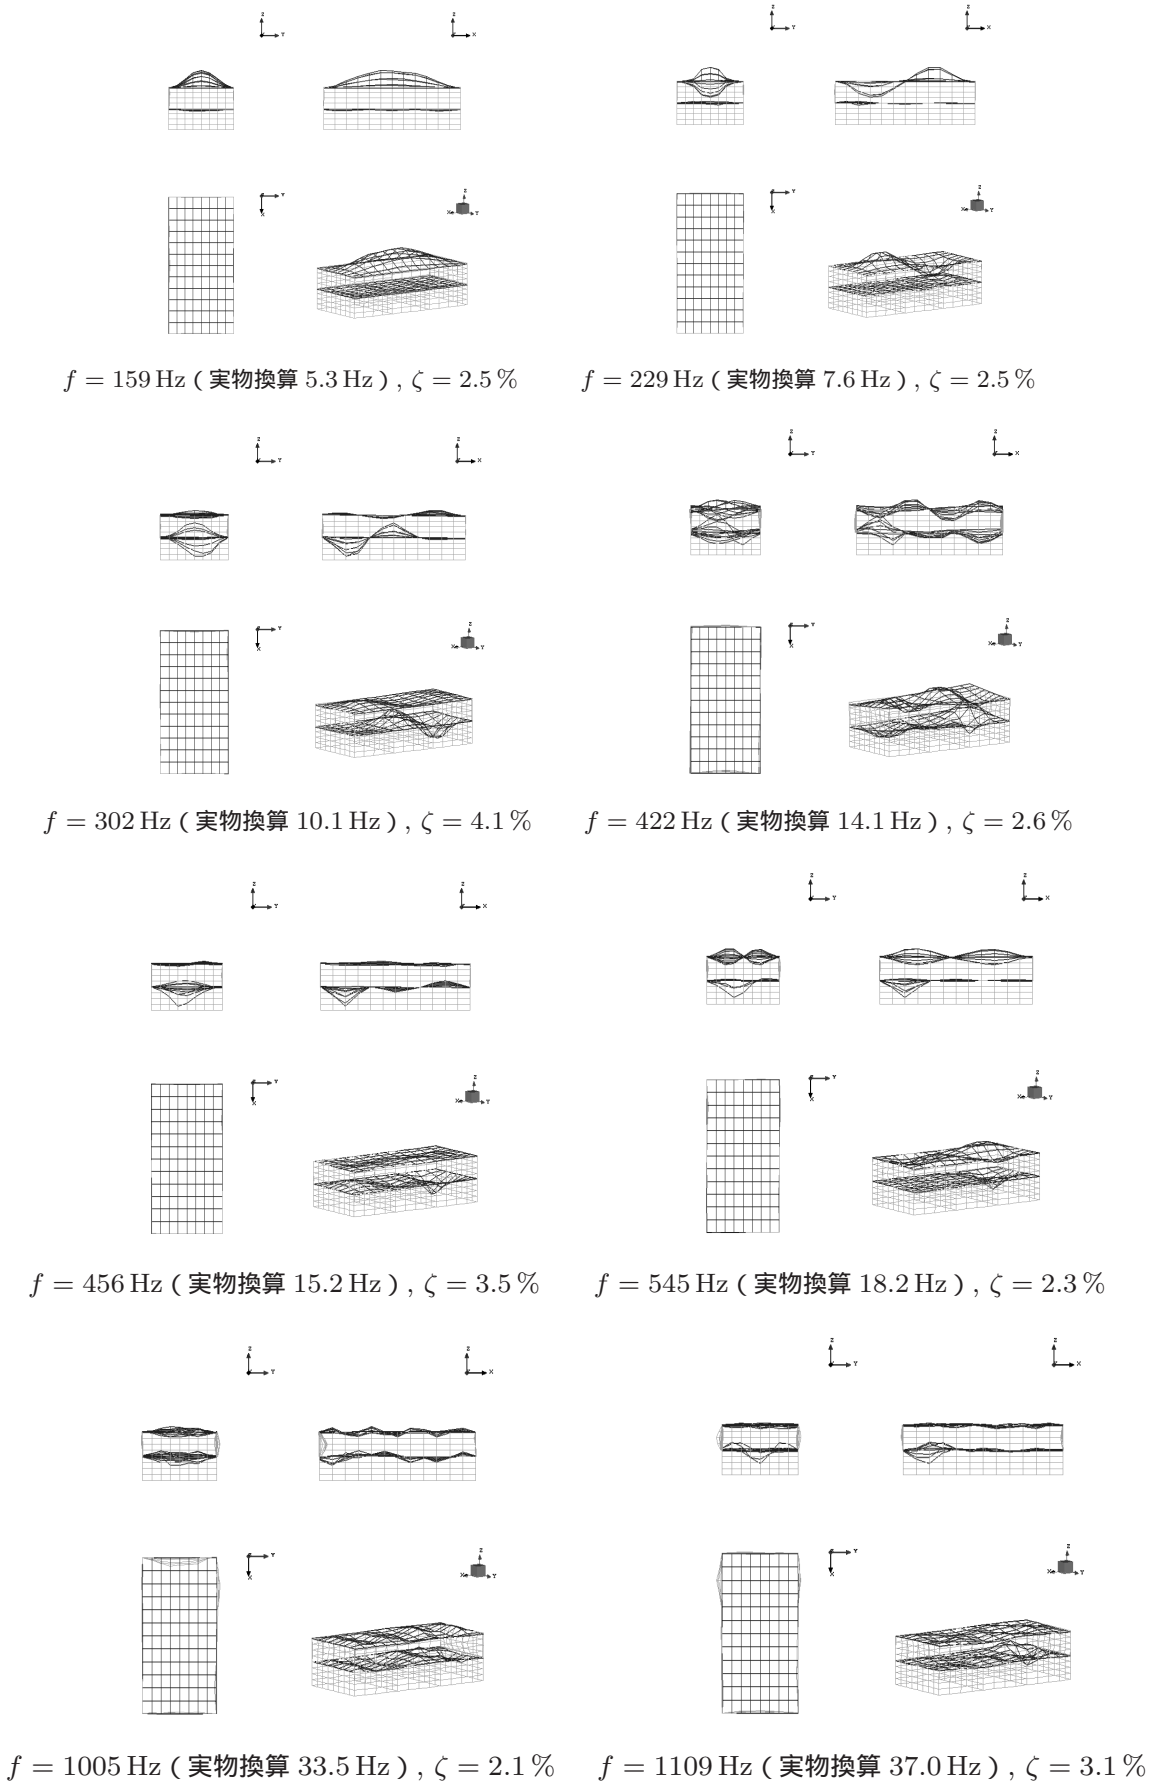 Z Y Z X Z Y Z X
Y X Z X Y Y X Z X Y
f = 159 Hz ( 実物換算 5.3 Hz ) , ζ = 2.5 %
f = 229 Hz ( 実物換算 7.6 Hz ) , ζ = 2.5 %
Z Y Z X Z Y Z X
Y X Z X Y Y X Z X Y
f = 302 Hz ( 実物換算 10.1 Hz ) , ζ = 4.1 %
f = 422 Hz ( 実物換算 14.1 Hz ) , ζ = 2.6 %
Z Y Z X Z Y Z X
Y X Z X Y Y X Z X Y
f = 456 Hz ( 実物換算 15.2 Hz ) , ζ = 3.5 %
f = 545 Hz ( 実物換算 18.2 Hz ) , ζ = 2.3 %
Z Y Z X Z Y Z X
Y X Z X Y Y X Z X Y
f = 1005 Hz ( 実物換算 33.5 Hz ) , ζ = 2.1 %
f = 1109 Hz ( 実物換算 37.0 Hz ) , ζ = 3.1 %